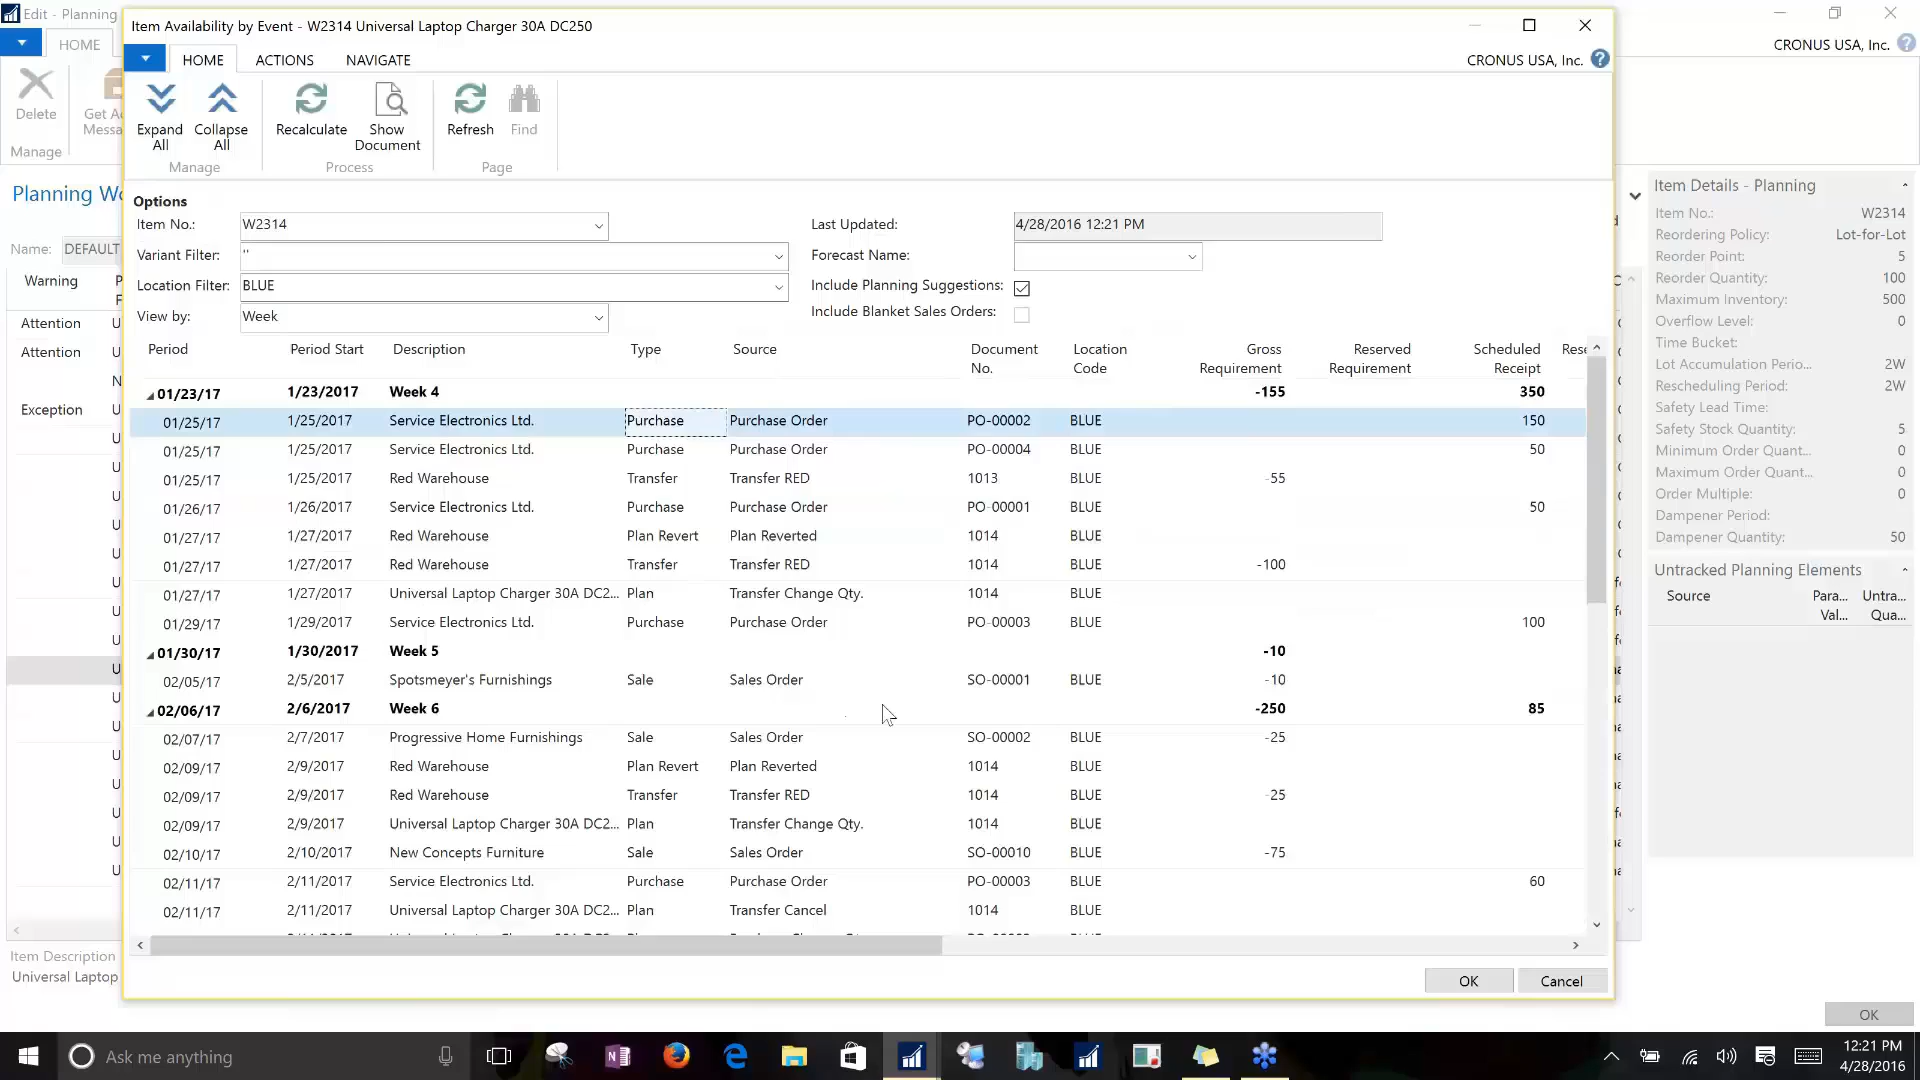 Edit - Planning
Item Availability by Event - W2314 Universal Laptop Charger 30A DC250
HOME
HOME ACTIONS NAVIGATE
CRONUS USA, Inc.
CRONUS USA, Inc.
Delete
Manage
Expand All
Collapse All
Manage
Recalculate
Show Document
Process
Refresh
Find
Page
Options
Item No.: W2314
Variant Filter: ''
Location Filter: BLUE
View by: Week
Last Updated: 4/28/2016 12:21 PM
Forecast Name:
Include Planning Suggestions:
Include Blanket Sales Orders:
Period Period Start Description Type Source Document No. Location Code Gross Requirement Reserved Requirement Scheduled Receipt Rese
01/23/17 1/23/2017 Week 4 -155 350
01/25/17 1/25/2017 Service Electronics Ltd. Purchase Purchase Order PO-00002 BLUE 150
01/25/17 1/25/2017 Service Electronics Ltd. Purchase Purchase Order PO-00004 BLUE 50
01/25/17 1/25/2017 Red Warehouse Transfer Transfer RED 1013 BLUE -55
01/26/17 1/26/2017 Service Electronics Ltd. Purchase Purchase Order PO-00001 BLUE 50
01/27/17 1/27/2017 Red Warehouse Plan Revert Plan Reverted 1014 BLUE
01/27/17 1/27/2017 Red Warehouse Transfer Transfer RED 1014 BLUE -100
01/27/17 1/27/2017 Universal Laptop Charger 30A DC2... Plan Transfer Change Qty. 1014 BLUE
01/29/17 1/29/2017 Service Electronics Ltd. Purchase Purchase Order PO-00003 BLUE 100
01/30/17 1/30/2017 Week 5 -10
02/05/17 2/5/2017 Spotsmeyer's Furnishings Sale Sales Order SO-00001 BLUE -10
02/06/17 2/6/2017 Week 6 -250 85
02/07/17 2/7/2017 Progressive Home Furnishings Sale Sales Order SO-00002 BLUE -25
02/09/17 2/9/2017 Red Warehouse Plan Revert Plan Reverted 1014 BLUE
02/09/17 2/9/2017 Red Warehouse Transfer Transfer RED 1014 BLUE -25
02/09/17 2/9/2017 Universal Laptop Charger 30A DC2... Plan Transfer Change Qty. 1014 BLUE
02/10/17 2/10/2017 New Concepts Furniture Sale Sales Order SO-00010 BLUE -75
02/11/17 2/11/2017 Service Electronics Ltd. Purchase Purchase Order PO-00003 BLUE 60
02/11/17 2/11/2017 Universal Laptop Charger 30A DC2... Plan Transfer Cancel 1014 BLUE
OK Cancel
Planning Wo
Name: DEFAULT
Warning
Attention
Attention
Exception
Item Description
Universal Laptop
Item Details - Planning
Item No.: W2314
Reordering Policy: Lot-for-Lot
Reorder Point: 5
Reorder Quantity: 100
Maximum Inventory: 500
Overflow Level: 0
Time Bucket:
Lot Accumulation Perio... 2W
Rescheduling Period: 2W
Safety Lead Time:
Safety Stock Quantity: 5
Minimum Order Quant... 0
Maximum Order Quant... 0
Order Multiple: 0
Dampener Period:
Dampener Quantity: 50
Untracked Planning Elements
Source Para... Val... Untra... Qua...
OK
Ask me anything
12:21 PM
4/28/2016